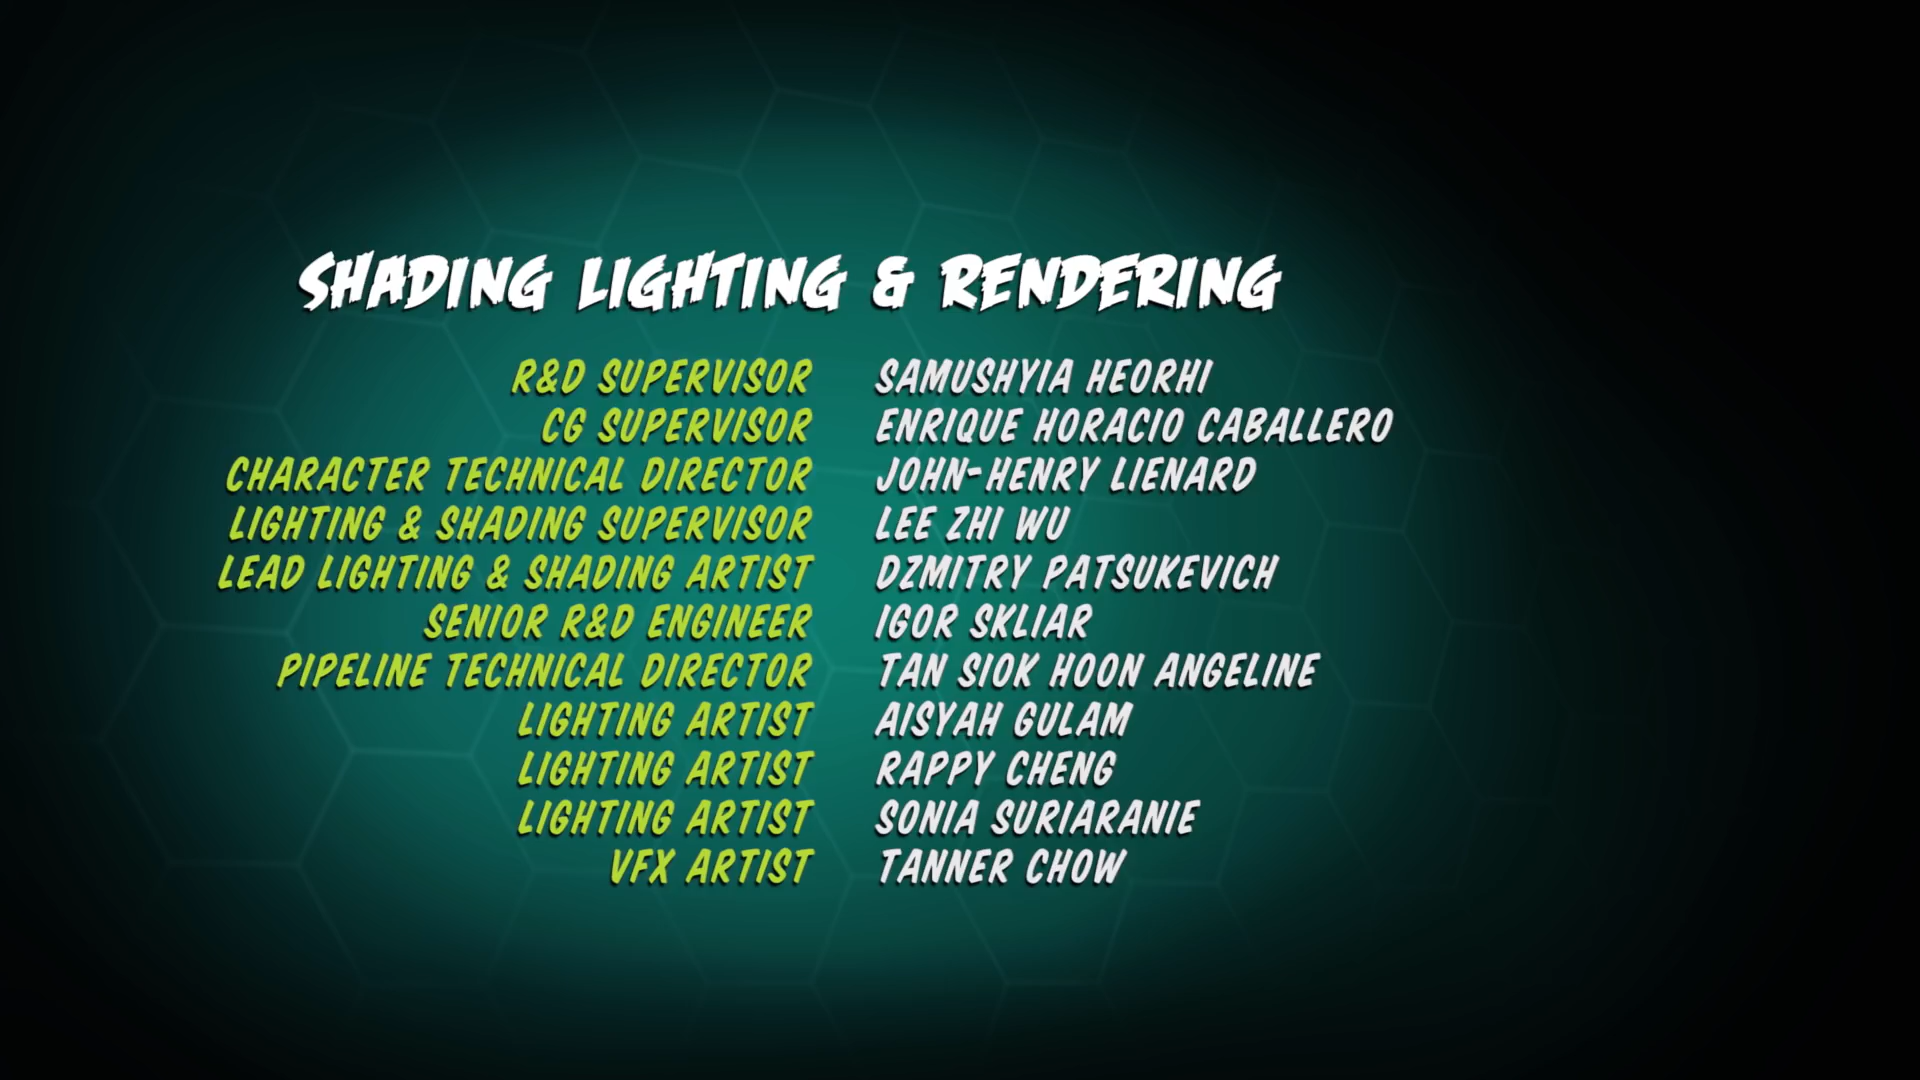 SHADING LIGHTING & RENDERING
R&D SUPERVISOR SAMUSHYIA HEORHI
CG SUPERVISOR ENRIQUE HORACIO CABALLERO
CHARACTER TECHNICAL DIRECTOR JOHN-HENRY LIENARD
LIGHTING & SHADING SUPERVISOR LEE ZHI WU
LEAD LIGHTING & SHADING ARTIST DZMITRY PATSUKEVICH
SENIOR R&D ENGINEER IGOR SKLIAR
PIPELINE TECHNICAL DIRECTOR TAN SIOK HOON ANGELINE
LIGHTING ARTIST AISYAH GULAM
LIGHTING ARTIST RAPPY CHENG
LIGHTING ARTIST SONIA SURIARANIE
VFX ARTIST TANNER CHOW